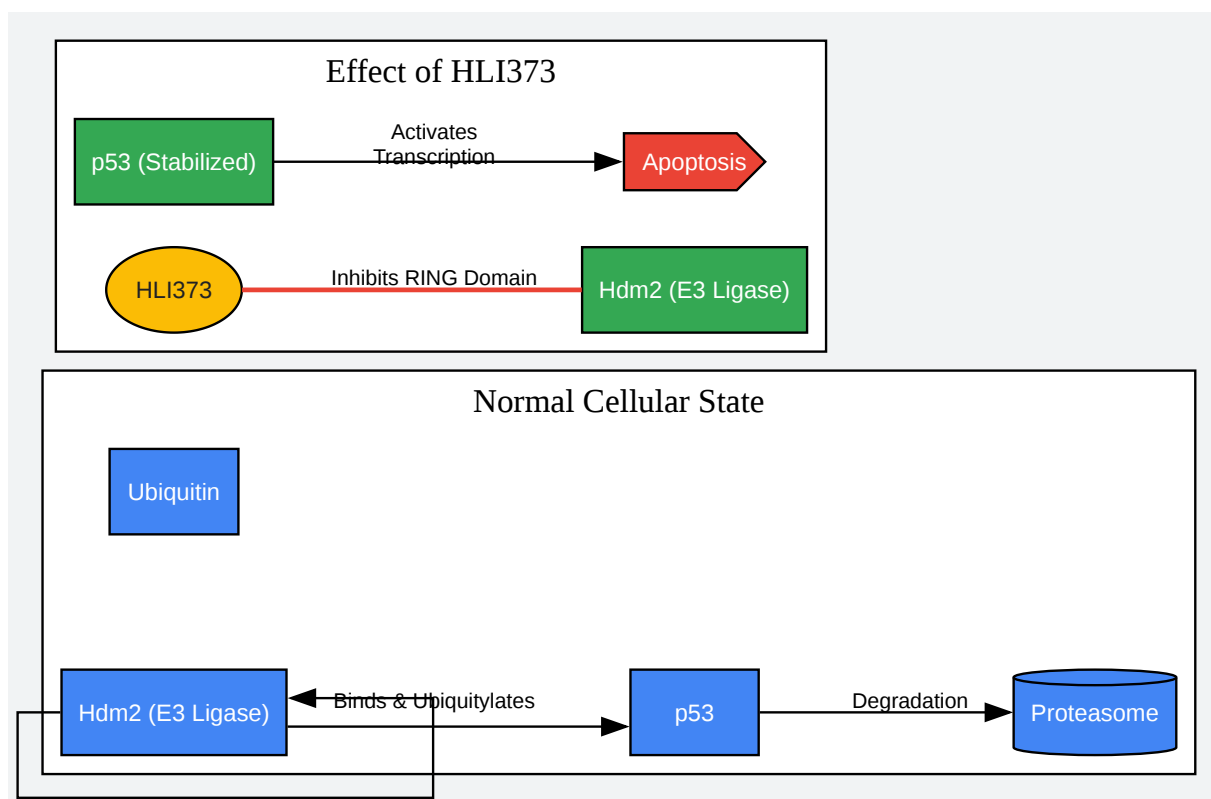 Effect of HLI373
Activates
Transcription
p53 (Stabilized)
Apoptosis
HLI373
Inhibits RING Domain
Hdm2 (E3 Ligase)
Normal Cellular State
Ubiquitin
Hdm2 (E3 Ligase)
Binds & Ubiquitylates
p53
Degradation
Proteasome